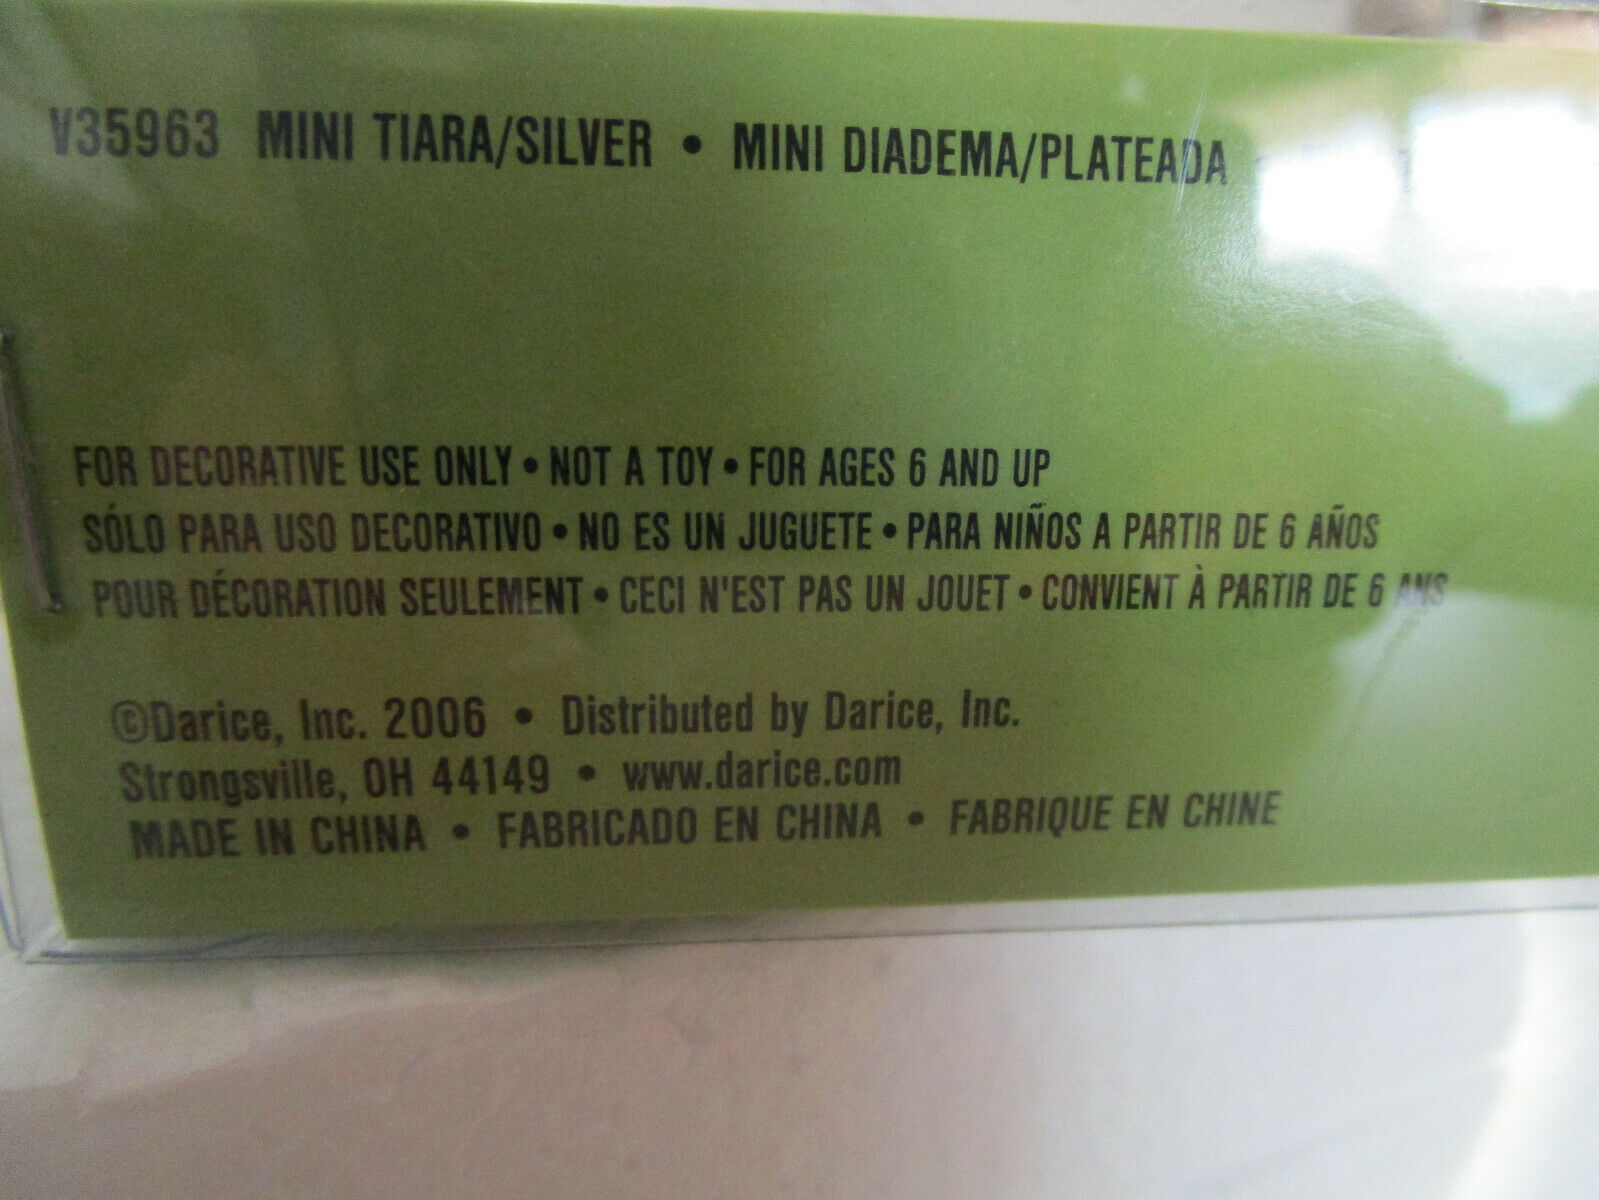 V35963 MINI TIARA/SILVER • MINI DIADEMA/PLATEADA
FOR DECORATIVE USE ONLY • NOT A TOY • FOR AGES 6 AND UP
SÓLO PARA USO DECORATIVO • NO ES UN JUGUETE • PARA NIÑOS A PARTIR DE 6 AÑOS
POUR DÉCORATION SEULEMENT • CECI N'EST PAS UN JOUET • CONVIENT À PARTIR DE 6 ANS
©Darice, Inc. 2006 • Distributed by Darice, Inc.
Strongsville, OH 44149 • www.darice.com
MADE IN CHINA • FABRICADO EN CHINA • FABRIQUE EN CHINE